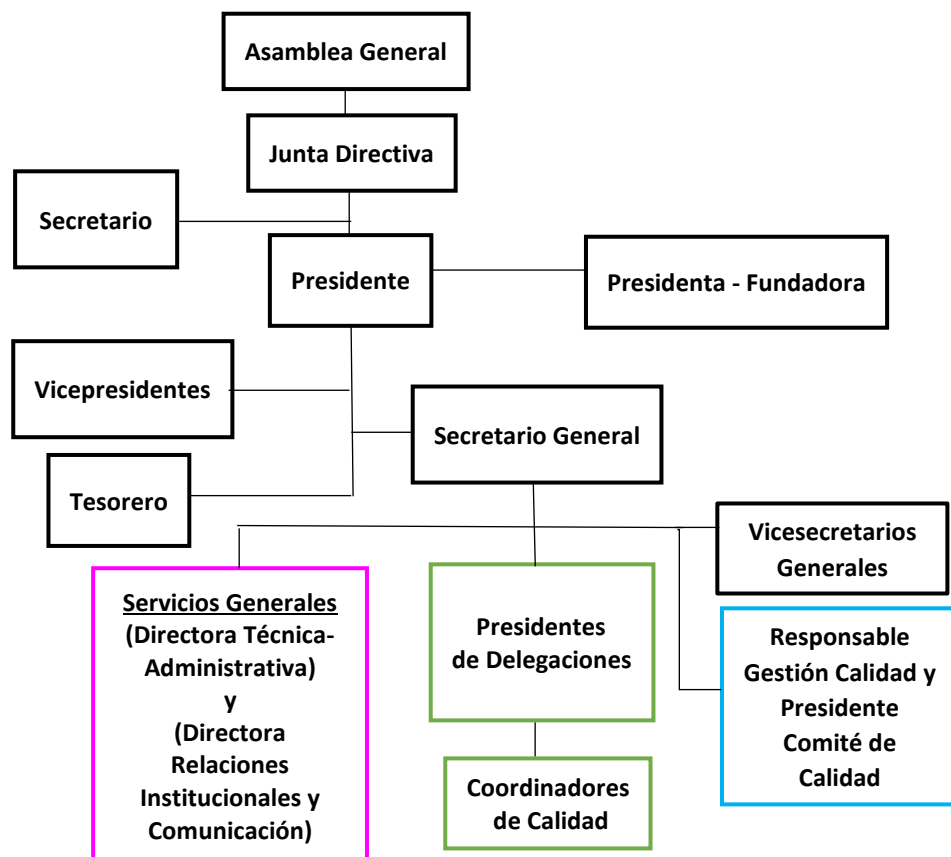 Asamblea General
Junta Directiva
Secretario
Presidente
Presidenta - Fundadora
Vicepresidentes
Secretario General
Tesorero
Vicesecretarios
Generales
Servicios Generales
(Directora Técnica-
Administrativa)
y
(Directora
Relaciones
Institucionales y
Comunicación)
Presidentes
de Delegaciones
Responsable
Gestión Calidad y
Presidente
Comité de
Calidad
Coordinadores
de Calidad